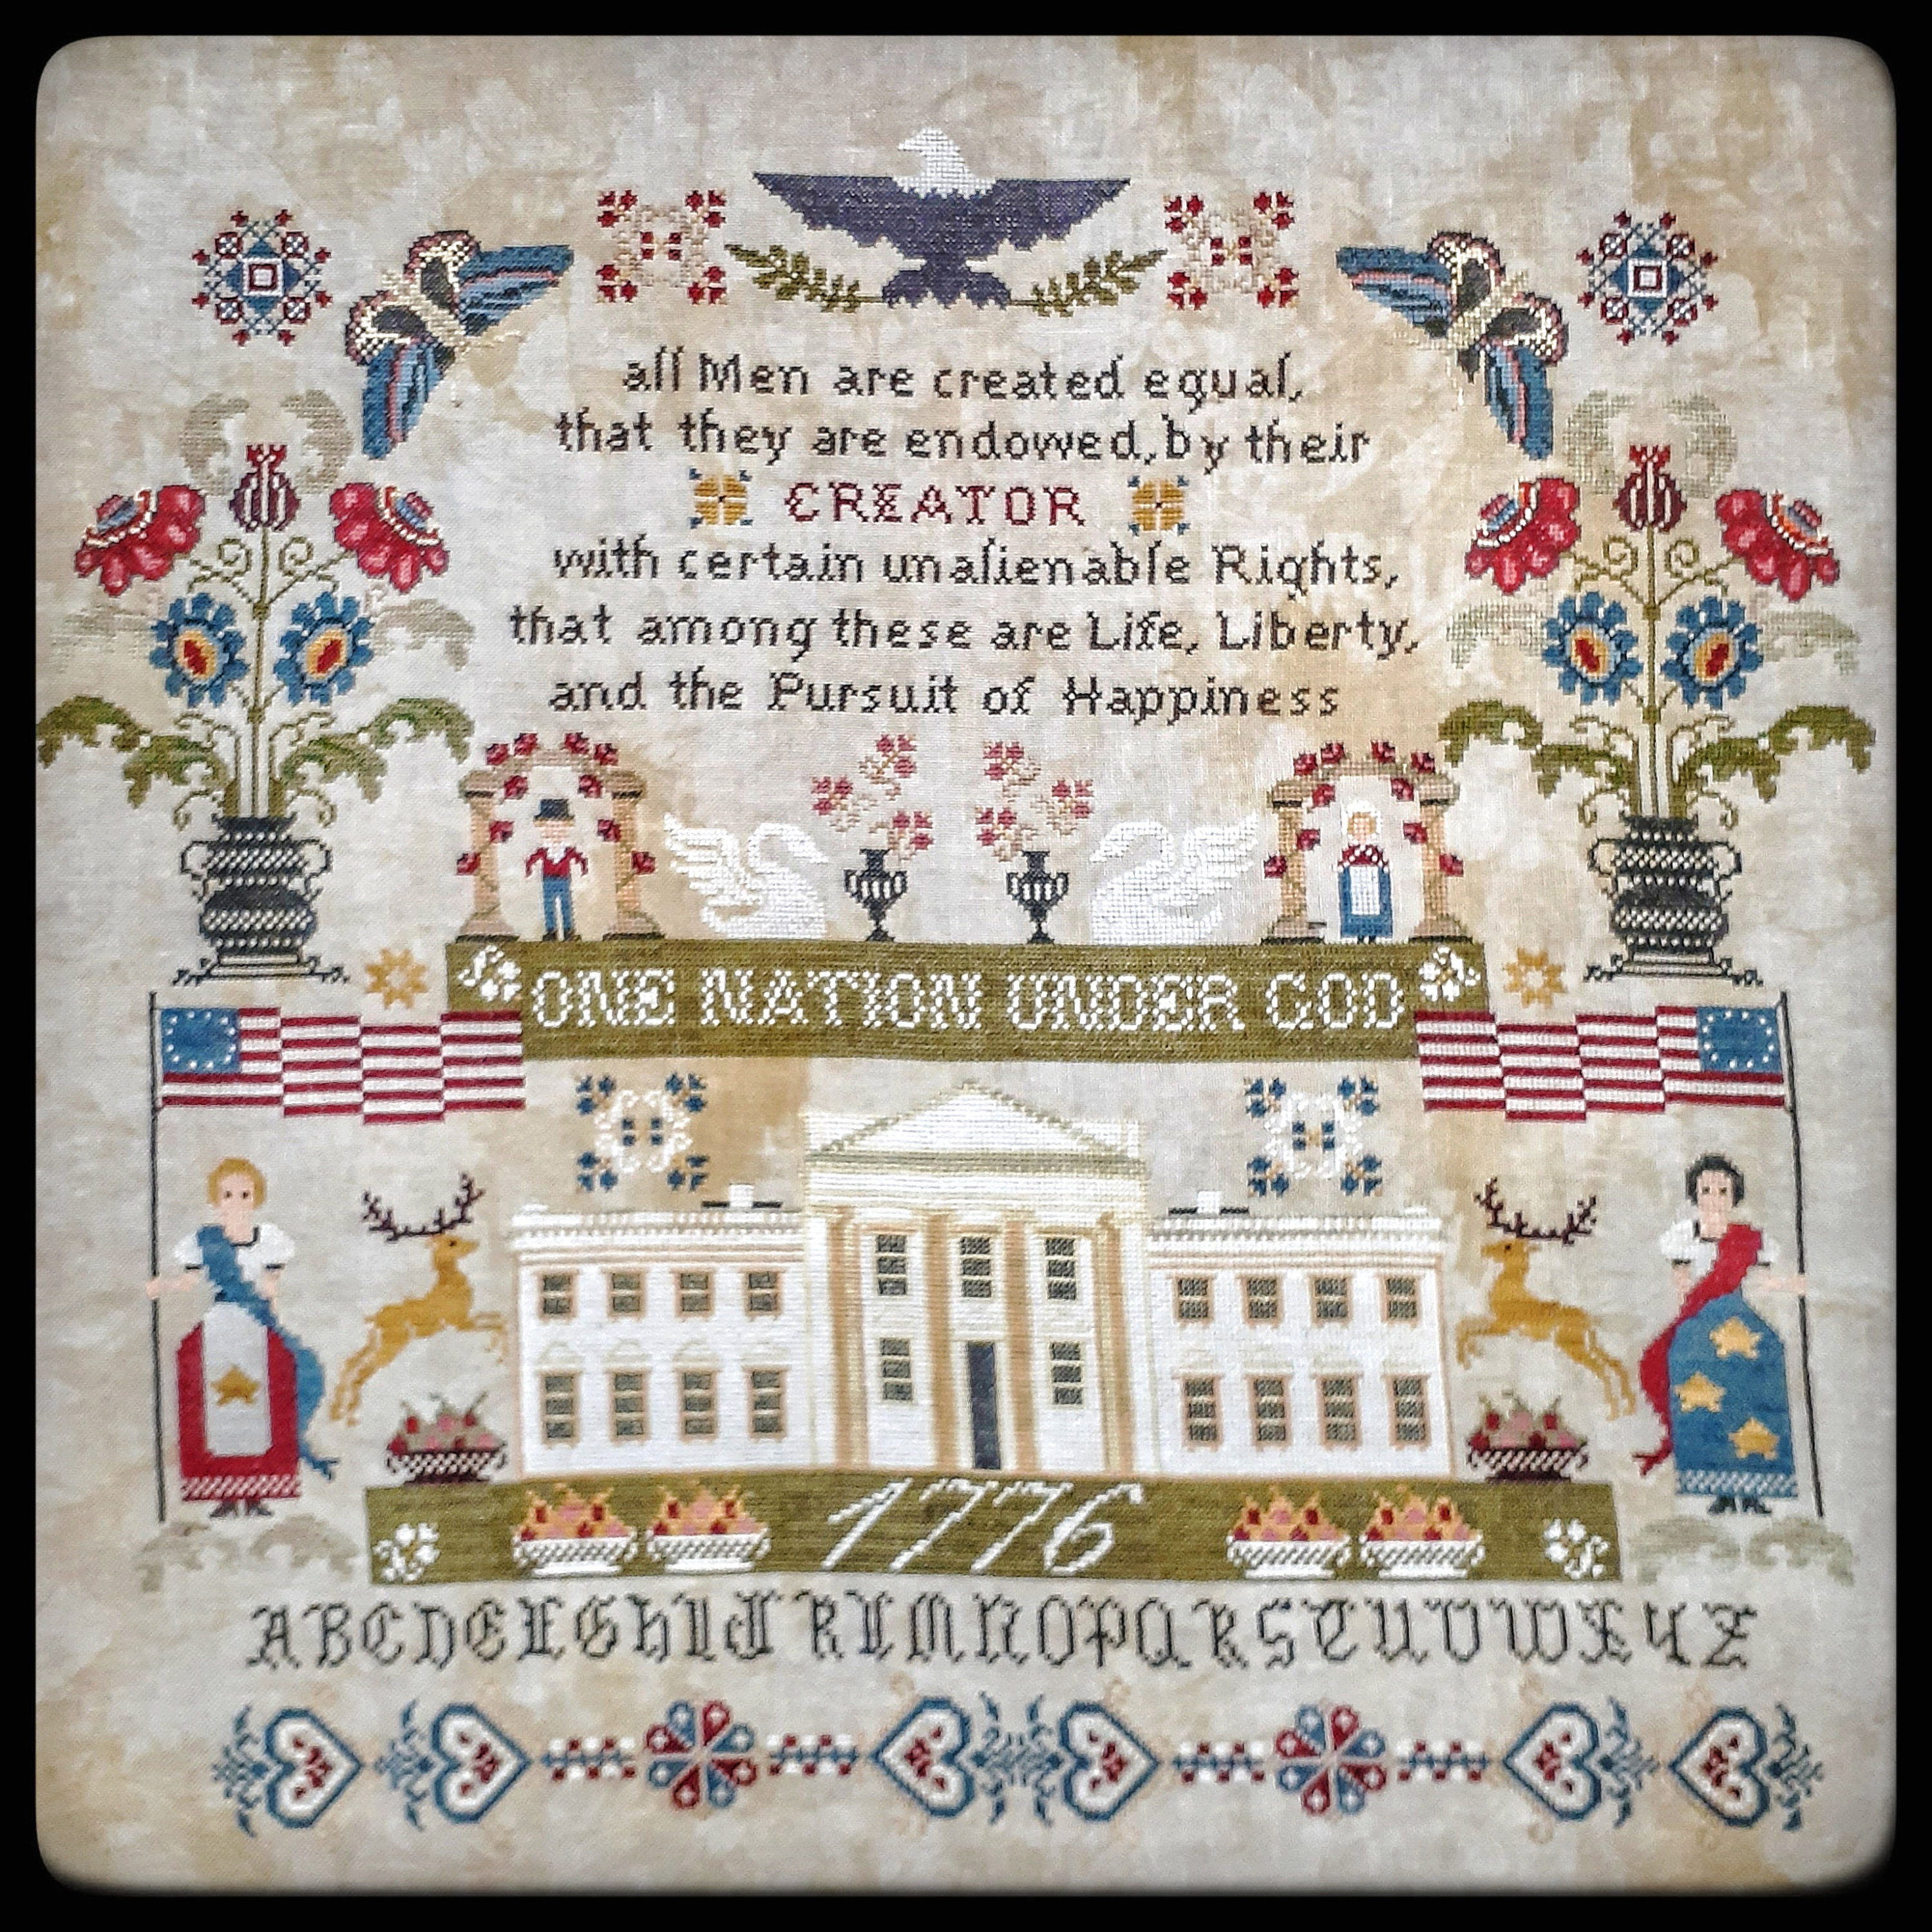 all Men are created equal,
that they are endowed, by their
CREATOR
with certain unalienable Rights,
that among these are Life, Liberty,
and the Pursuit of Happiness
ONE NATION UNDER GOD
1776
ABCDEFGHIJKLMNOPQRSTUVWXYZ